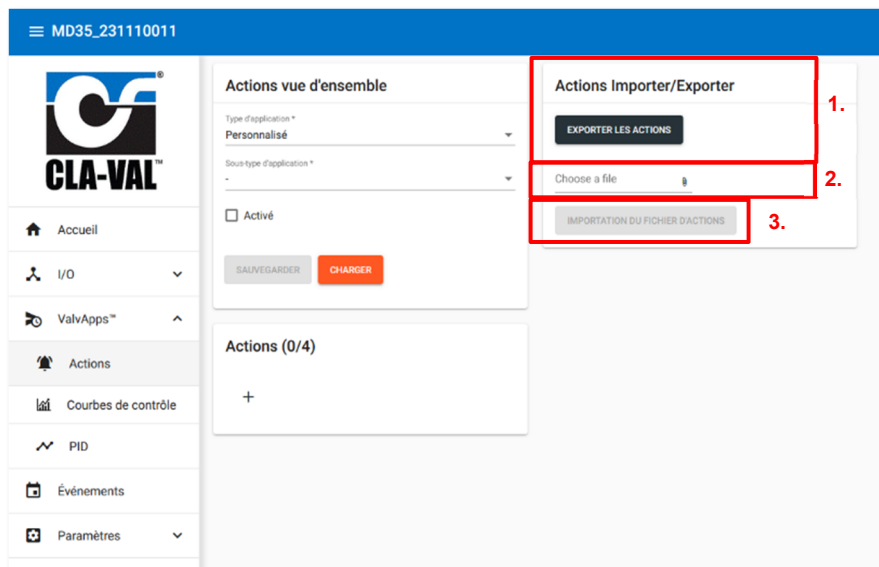 MD35_231110011
®
CLA-VAL™
Accueil
I/O
ValvApps™
Actions
Courbes de contrôle
PID
Événements
Paramètres
Actions vue d'ensemble
Type d'application *
Personnalisé
Sous-type d'application *
-
Activé
SAUVEGARDER CHARGER
Actions (0/4)
+
Actions Importer/Exporter
1.
EXPORTER LES ACTIONS
Choose a file
2.
IMPORTATION DU FICHIER D'ACTIONS
3.